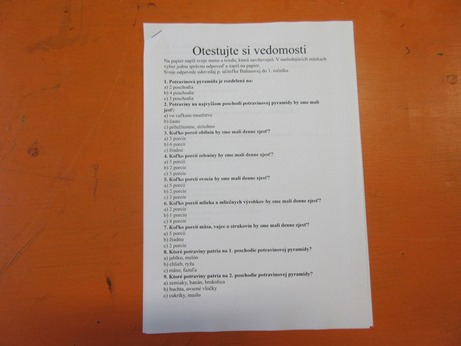 Otestujte si vedomosti
Na papier napíš svoje meno a triedu, ktorú navštevuješ. V nasledujúcich otázkach
vyber jednu správnu odpoveď a napíš na papier.
Svoje odpovede odovzdaj p. učiteľke do 1. ročníka.
1. Potravinová pyramída je rozdelená na:
a) 2 poschodia
b) 4 poschodia
c) 3 poschodia
2. Potraviny na najvyššom poschodí potravinovej pyramídy by sme mali
jesť:
a) vo veľkom množstve
b) často
c) príležitostne, striedmo
3. Koľko porcií obilnín by sme mali denne zjesť?
a) 3 porcie
b) 6 porcií
c) žiadne
4. Koľko porcií zeleniny by sme mali denne zjesť?
a) 5 porcií
b) 2 porcie
c) 3 porcie
5. Koľko porcií ovocia by sme mali denne zjesť?
a) 5 porcií
b) 2 porcie
c) 3 porcie
6. Koľko porcií mlieka a mliečnych výrobkov by sme mali denne zjesť?
a) 2 porcie
b) 1 porciu
c) 4 porcie
7. Koľko porcií mäsa, vajec a strukovín by sme mali denne zjesť?
a) 5 porcií
b) žiadnu
c) 2 porcie
8. Ktoré potraviny patria na 1. poschodie potravinovej pyramídy?
a) jablko, melón
b) chlieb, ryža
c) mäso, fazuľa
9. Ktoré potraviny patria na 2. poschodie potravinovej pyramídy?
a) zemiaky, banán, brokolica
b) buchta, ovsené vločky
c) cukríky, maslo